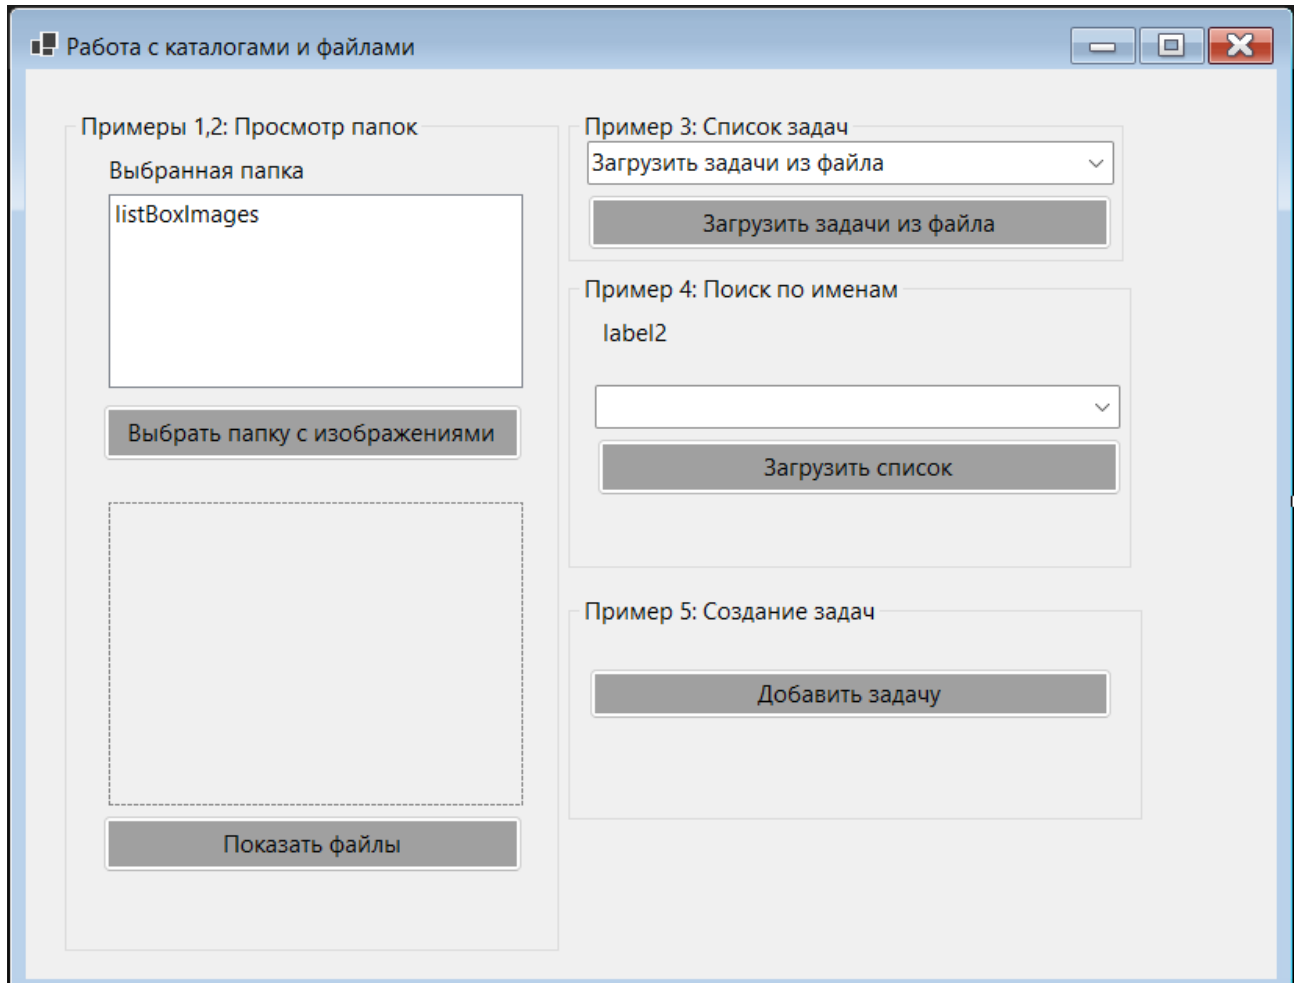 Работа с каталогами и файлами
Примеры 1,2: Просмотр папок
Выбранная папка
listBoxImages
Выбрать папку с изображениями
Показать файлы
Пример 3: Список задач
Загрузить задачи из файла
Загрузить задачи из файла
Пример 4: Поиск по именам
label2
Загрузить список
Пример 5: Создание задач
Добавить задачу